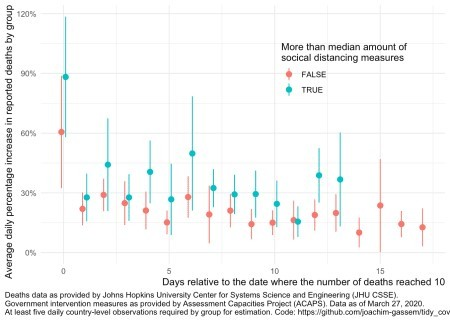 Average daily percentage increase in reported deaths by group
120%
90%
60%
30%
0%
More than median amount of
socical distancing measures
FALSE
TRUE
0
5
10
15
Days relative to the date where the number of deaths reached 10
Deaths data as provided by Johns Hopkins University Center for Systems Science and Engineering (JHU CSSE).
Government intervention measures as provided by Assessment Capacities Project (ACAPS). Data as of March 27, 2020.
At least five daily country-level observations required by group for estimation. Code: https://github.com/joachim-gassem/tidy_cov